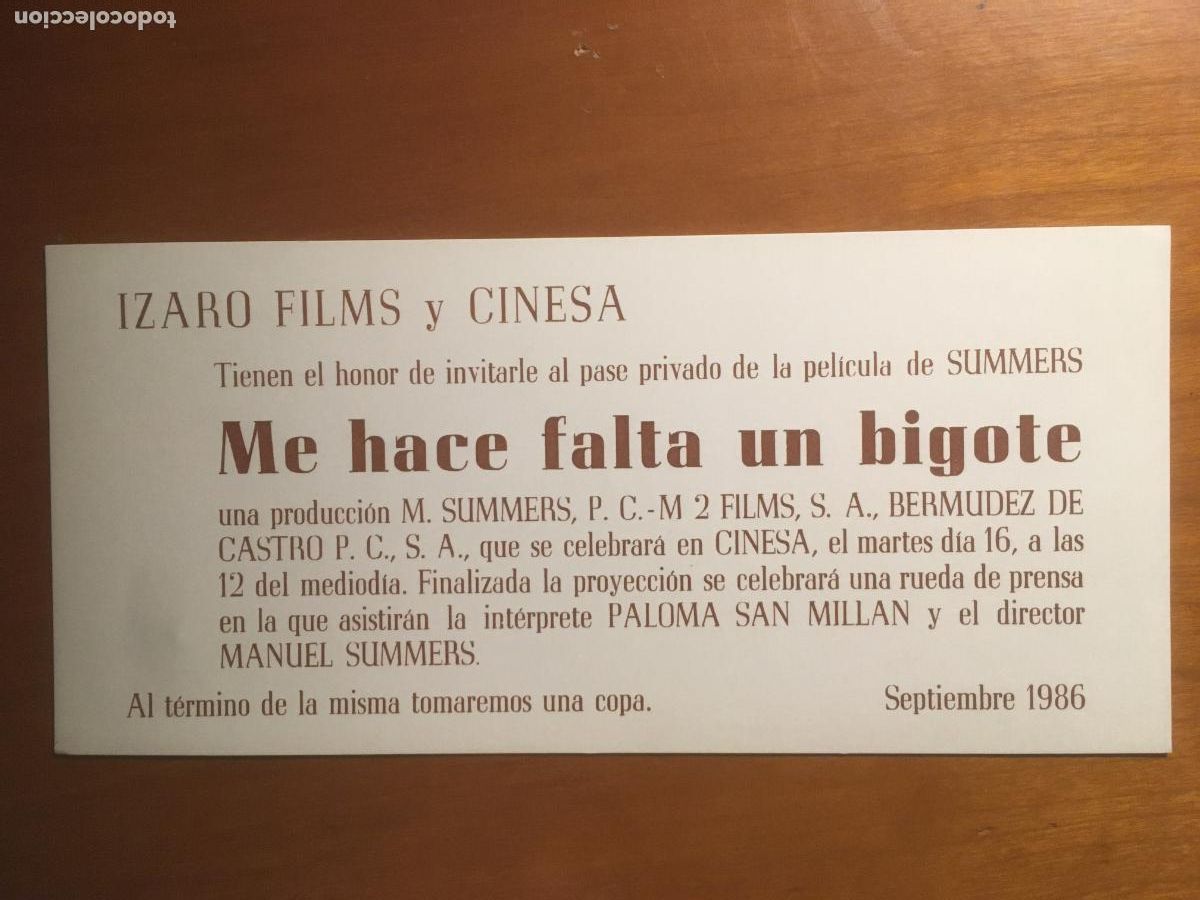 todocoleccion
IZARO FILMS y CINESA
Tienen el honor de invitarle al pase privado de la película de SUMMERS
Me hace falta un bigote
una producción M. SUMMERS, P. C.-M 2 FILMS, S. A., BERMUDEZ DE
CASTRO P. C., S. A., que se celebrará en CINESA, el martes día 16, a las
12 del mediodía. Finalizada la proyección se celebrará una rueda de prensa
en la que asistirán la intérprete PALOMA SAN MILLAN y el director
MANUEL SUMMERS.
Al término de la misma tomaremos una copa. Septiembre 1986